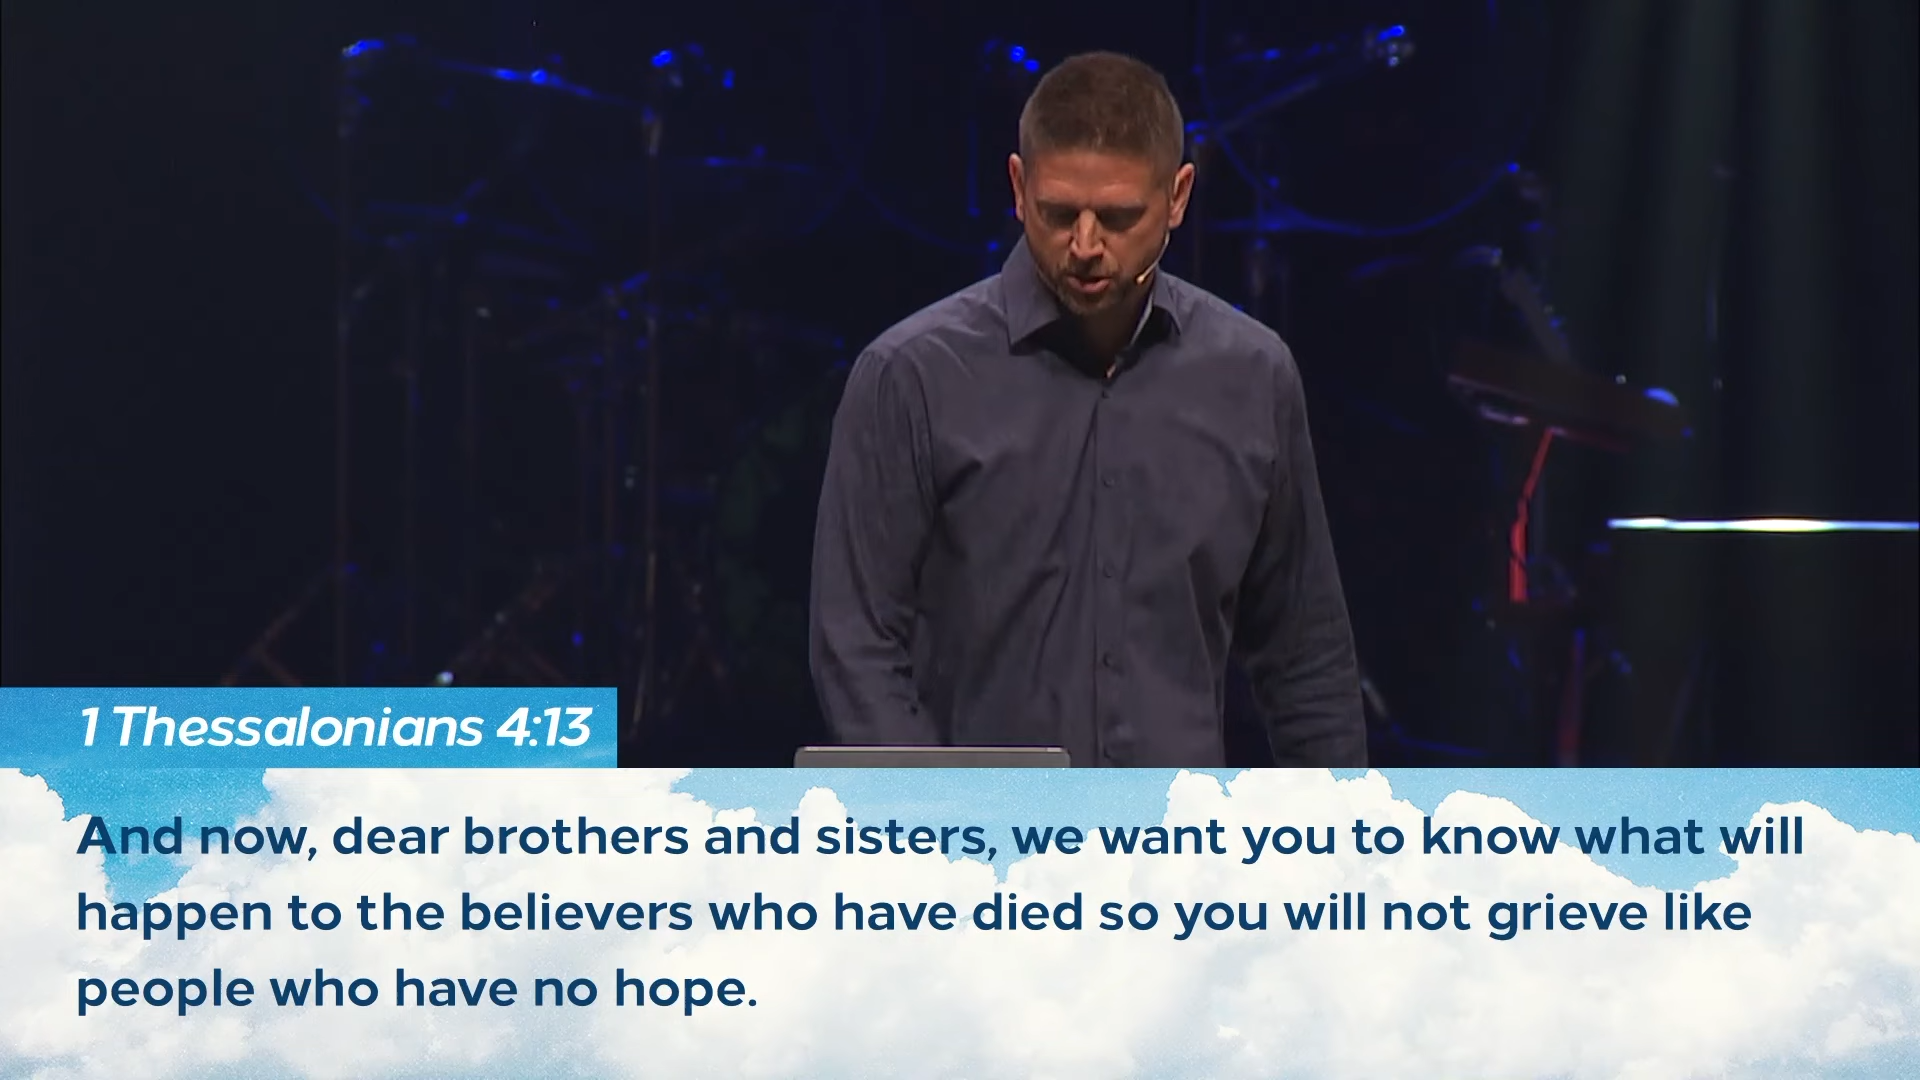 1 Thessalonians 4:13
And now, dear brothers and sisters, we want you to know what will
happen to the believers who have died so you will not grieve like
people who have no hope.